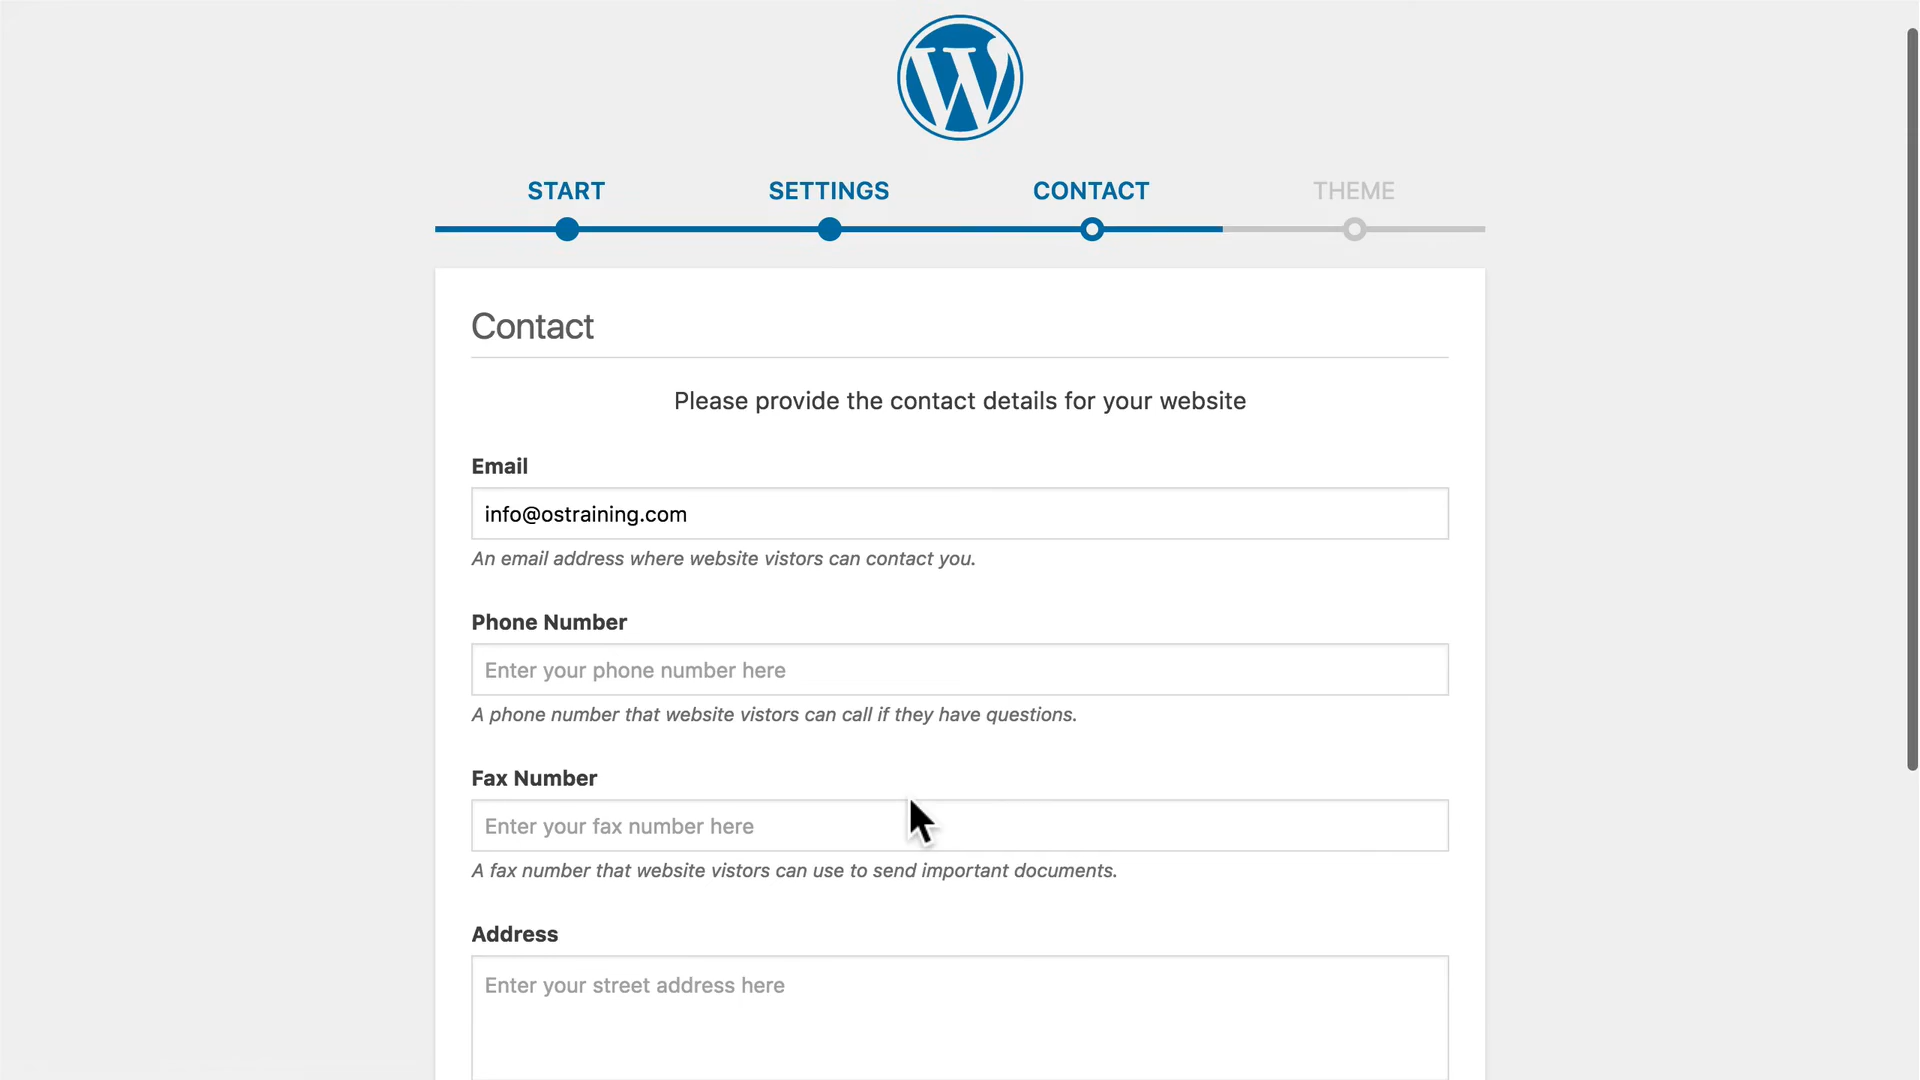 START SETTINGS CONTACT THEME
Contact
Please provide the contact details for your website
Email
info@ostraining.com
An email address where website vistors can contact you.
Phone Number
Enter your phone number here
A phone number that website vistors can call if they have questions.
Fax Number
Enter your fax number here
A fax number that website vistors can use to send important documents.
Address
Enter your street address here